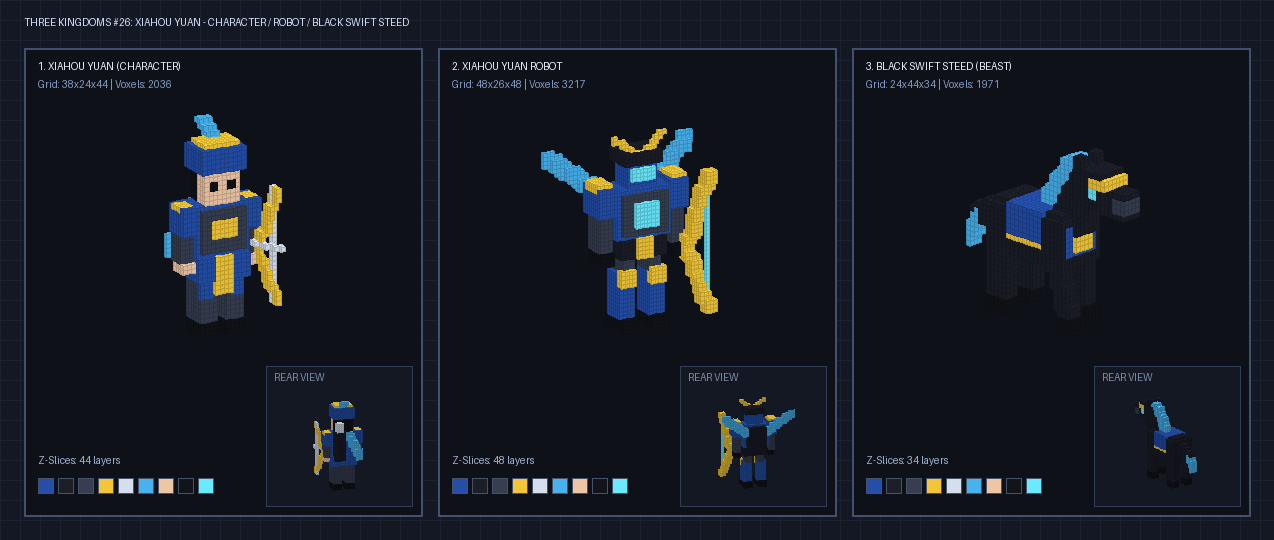 THREE KINGDOMS #26: XIAHOU YUAN - CHARACTER / ROBOT / BLACK SWIFT STEED
1. XIAHOU YUAN (CHARACTER)
Grid: 38x24x44 | Voxels: 2036
REAR VIEW
Z-Slices: 44 layers
2. XIAHOU YUAN ROBOT
Grid: 48x26x48 | Voxels: 3217
REAR VIEW
Z-Slices: 48 layers
3. BLACK SWIFT STEED (BEAST)
Grid: 24x44x34 | Voxels: 1971
REAR VIEW
Z-Slices: 34 layers